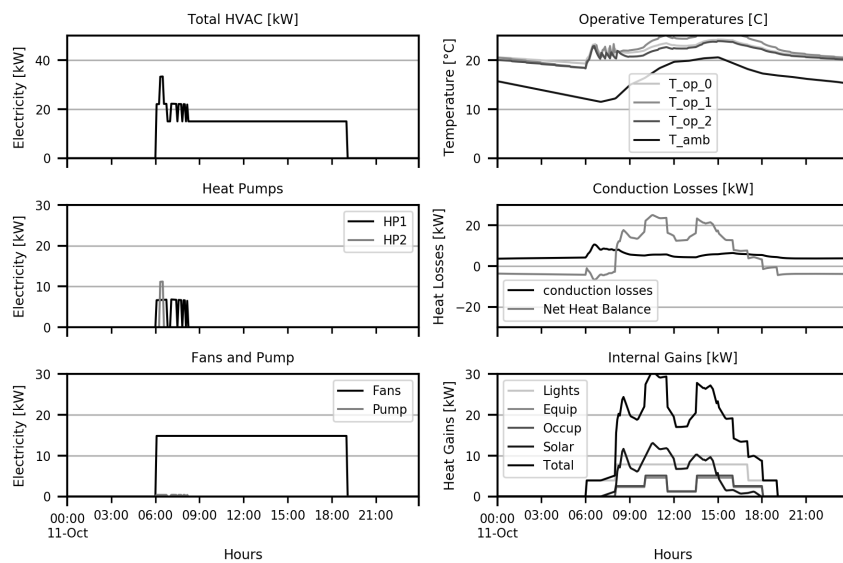 Total HVAC [kW]
Electricity [kW]
40
20
0
Operative Temperatures [C]
Temperature [°C]
20
10
0
T_op_0
T_op_1
T_op_2
T_amb
Heat Pumps
Electricity [kW]
30
20
10
0
HP1
HP2
Conduction Losses [kW]
Heat Losses [kW]
20
0
−20
conduction losses
Net Heat Balance
Fans and Pump
Electricity [kW]
30
20
10
0
Fans
Pump
00:00 03:00 06:00 09:00 12:00 15:00 18:00 21:00
11-Oct
Hours
Internal Gains [kW]
Heat Gains [kW]
30
20
10
0
Lights
Equip
Occup
Solar
Total
00:00 03:00 06:00 09:00 12:00 15:00 18:00 21:00
11-Oct
Hours